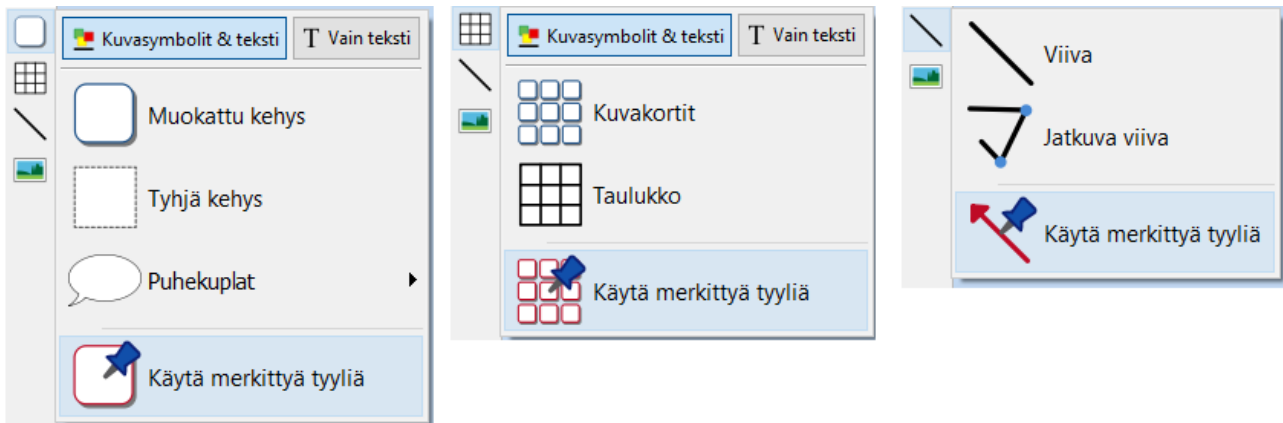 Kuvasymbolit & teksti
T Vain teksti
Muokattu kehys
Tyhjä kehys
Puhekuplat
Käytä merkittyä tyyliä
Kuvasymbolit & teksti
T Vain teksti
Kuvakortit
Taulukko
Käytä merkittyä tyyliä
Viiva
Jatkuva viiva
Käytä merkittyä tyyliä